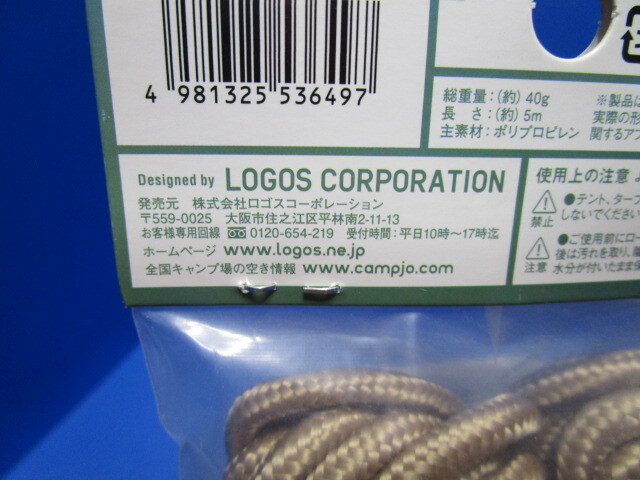 4 981325 536497
総重量：(約) 40g
長　さ：(約) 5m
主素材：ポリプロピレン
※製品は
実際の形
関するアフ
Designed by LOGOS CORPORATION
発売元　株式会社ロゴスコーポレーション
〒559-0025　大阪市住之江区平林南2-11-13
お客様専用回線 0120-654-219　受付時間：平日10時〜17時迄
ホームページ www.logos.ne.jp
全国キャンプ場の空き情報 www.campjo.com
使用上の注意
禁止
●テント、タープ
しないでください
注意
●ご使用前にロー
後は汚れを取り、陽
水分が付いたまま保